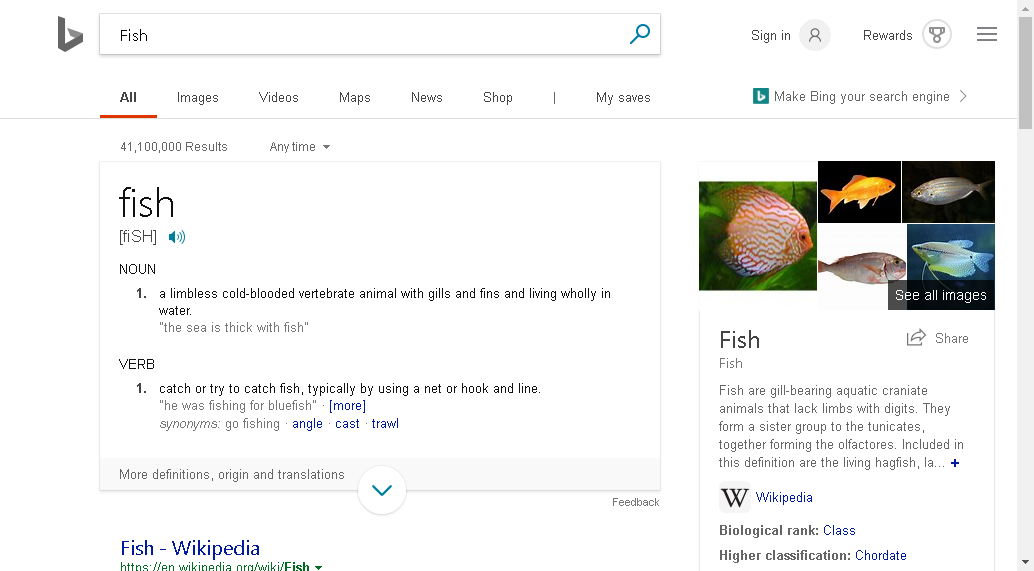 Fish
Sign in
Rewards
All
Images
Videos
Maps
News
Shop
|
My saves
Make Bing your search engine
41,100,000 Results
Any time
fish
[fiSH]
NOUN
1. a limbless cold-blooded vertebrate animal with gills and fins and living wholly in
water.
"the sea is thick with fish"
VERB
1. catch or try to catch fish, typically by using a net or hook and line.
"he was fishing for bluefish" · [more]
synonyms: go fishing · angle · cast · trawl
More definitions, origin and translations
Feedback
Fish - Wikipedia
https://en.wikipedia.org/wiki/Fish
See all images
Fish
Share
Fish
Fish are gill-bearing aquatic craniate
animals that lack limbs with digits. They
form a sister group to the tunicates,
together forming the olfactores. Included in
this definition are the living hagfish, la... +
W Wikipedia
Biological rank: Class
Higher classification: Chordate